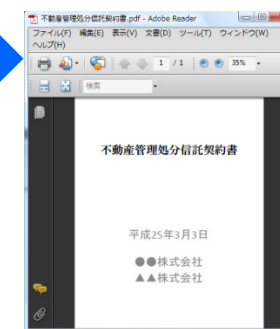 不動産管理処分信託契約書.pdf - Adobe Reader
ファイル(F) 編集(E) 表示(V) 文書(D) ツール(T) ウィンドウ(W)
ヘルプ(H)
1 / 1 35%
検索
不動産管理処分信託契約書
平成25年3月3日
●●株式会社
▲▲株式会社